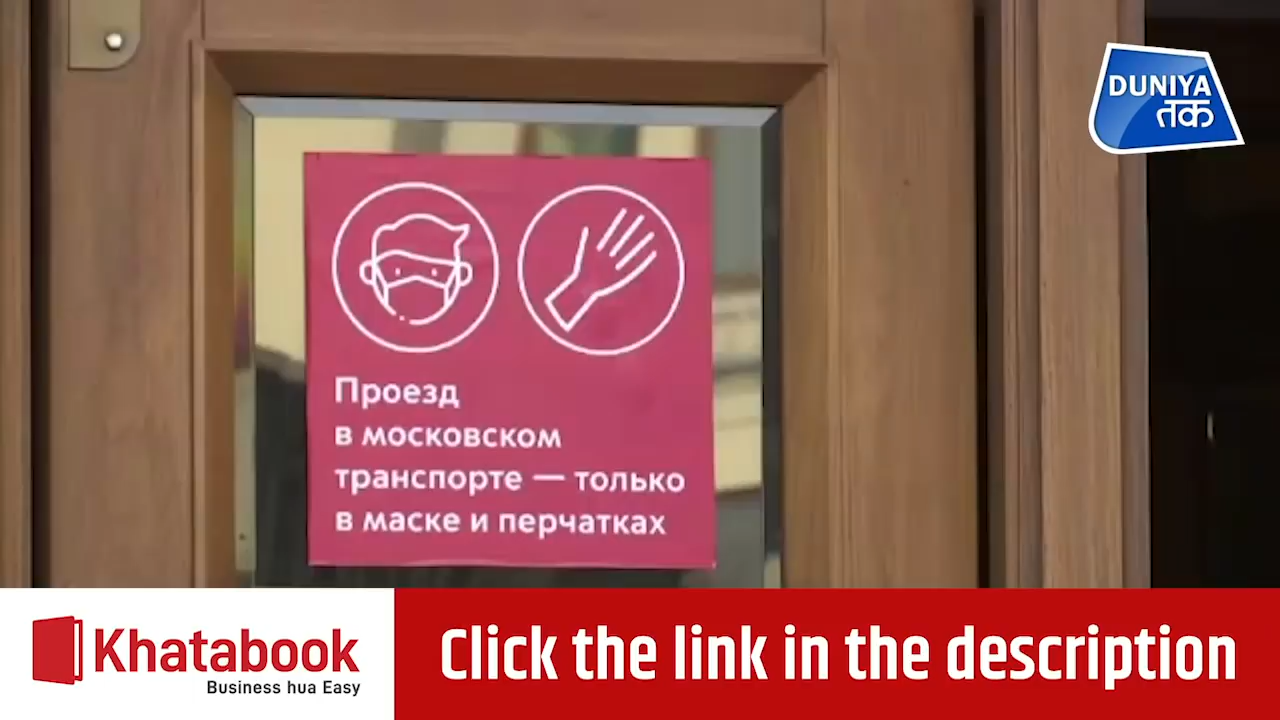 DUNIYA
तक
Проезд
в московском
транспорте — только
в маске и перчатках
Khatabook
Business hua Easy
Click the link in the description